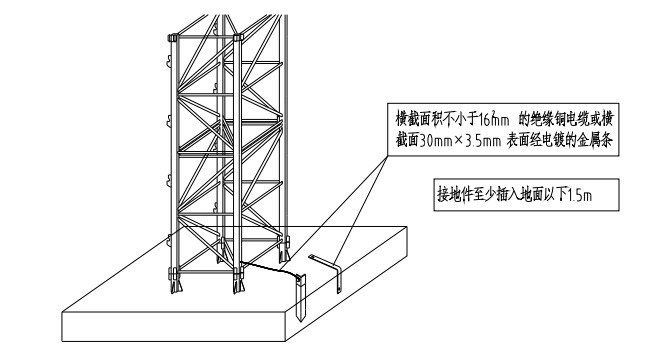 横截面积不小于16mm² 的绝缘铜电缆或横
截面30mm×3.5mm 表面经电镀的金属条
接地件至少插入地面以下1.5m